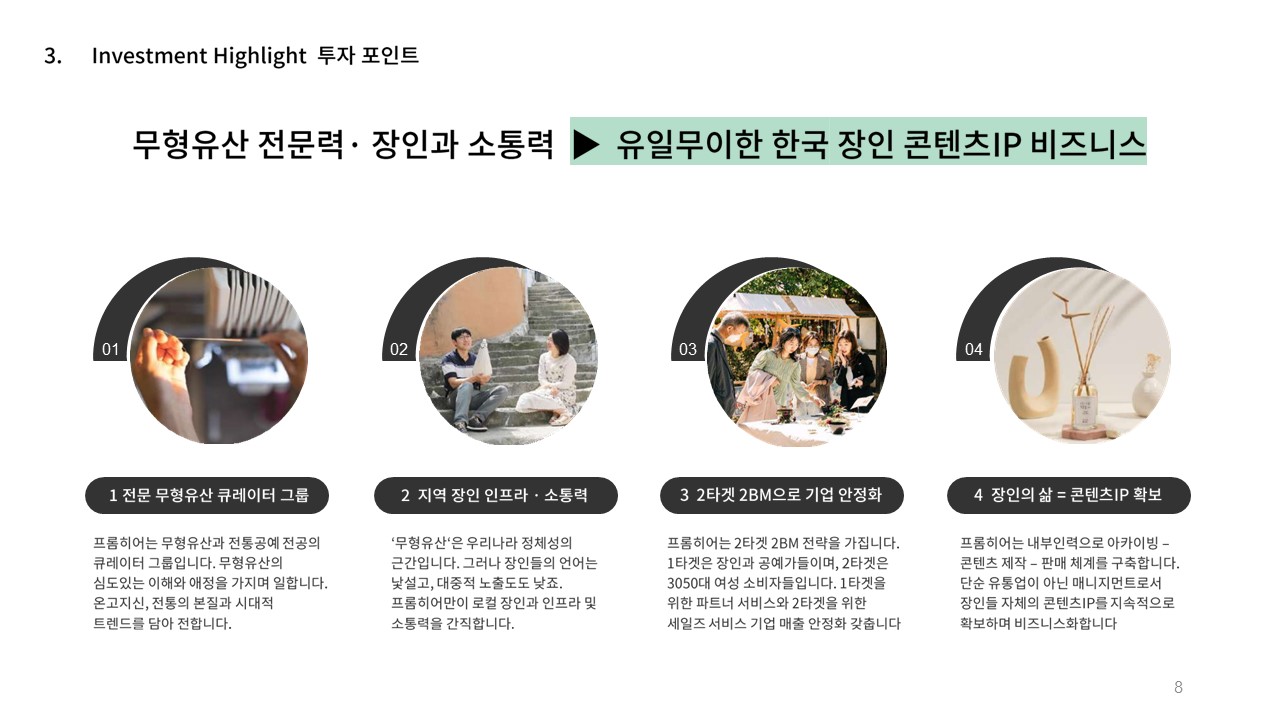 3. Investment Highlight 투자 포인트
무형유산 전문력· 장인과 소통력 ▶ 유일무이한 한국 장인 콘텐츠IP 비즈니스
01
02
03
04
1 전문 무형유산 큐레이터 그룹
2 지역 장인 인프라 · 소통력
3 2타겟 2BM으로 기업 안정화
4 장인의 삶 = 콘텐츠IP 확보
프롬히어는 무형유산과 전통공예 전공의
큐레이터 그룹입니다. 무형유산의
심도있는 이해와 애정을 가지며 일합니다.
온고지신, 전통의 본질과 시대적
트렌드를 담아 전합니다.
‘무형유산‘은 우리나라 정체성의
근간입니다. 그러나 장인들의 언어는
낯설고, 대중적 노출도도 낮죠.
프롬히어만이 로컬 장인과 인프라 및
소통력을 간직합니다.
프롬히어는 2타겟 2BM 전략을 가집니다.
1타겟은 장인과 공예가들이며, 2타겟은
3050대 여성 소비자들입니다. 1타겟을
위한 파트너 서비스와 2타겟을 위한
세일즈 서비스 기업 매출 안정화 갖춥니다
프롬히어는 내부인력으로 아카이빙 –
콘텐츠 제작 – 판매 체계를 구축합니다.
단순 유통업이 아닌 매니지먼트로서
장인들 자체의 콘텐츠IP를 지속적으로
확보하며 비즈니스화합니다
8